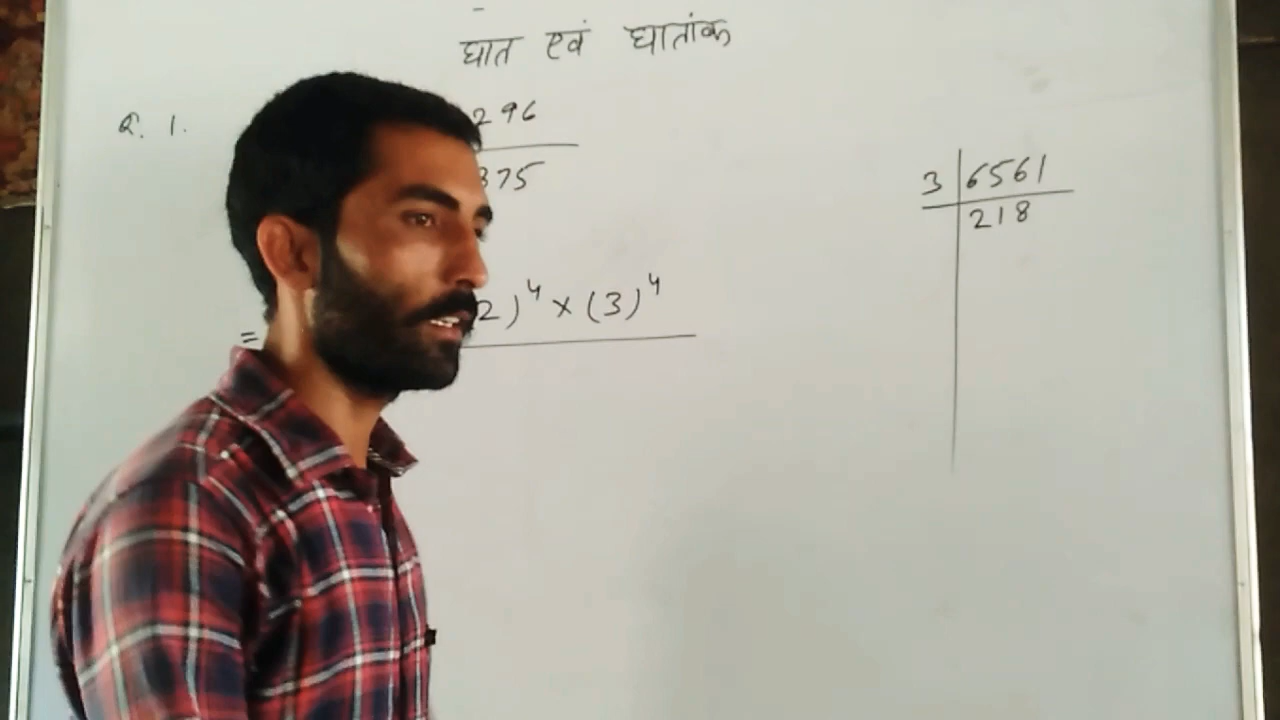 घात एवं घातांक
Q. 1.
296
375
3 | 6561
218
= 2)⁴ × (3)⁴